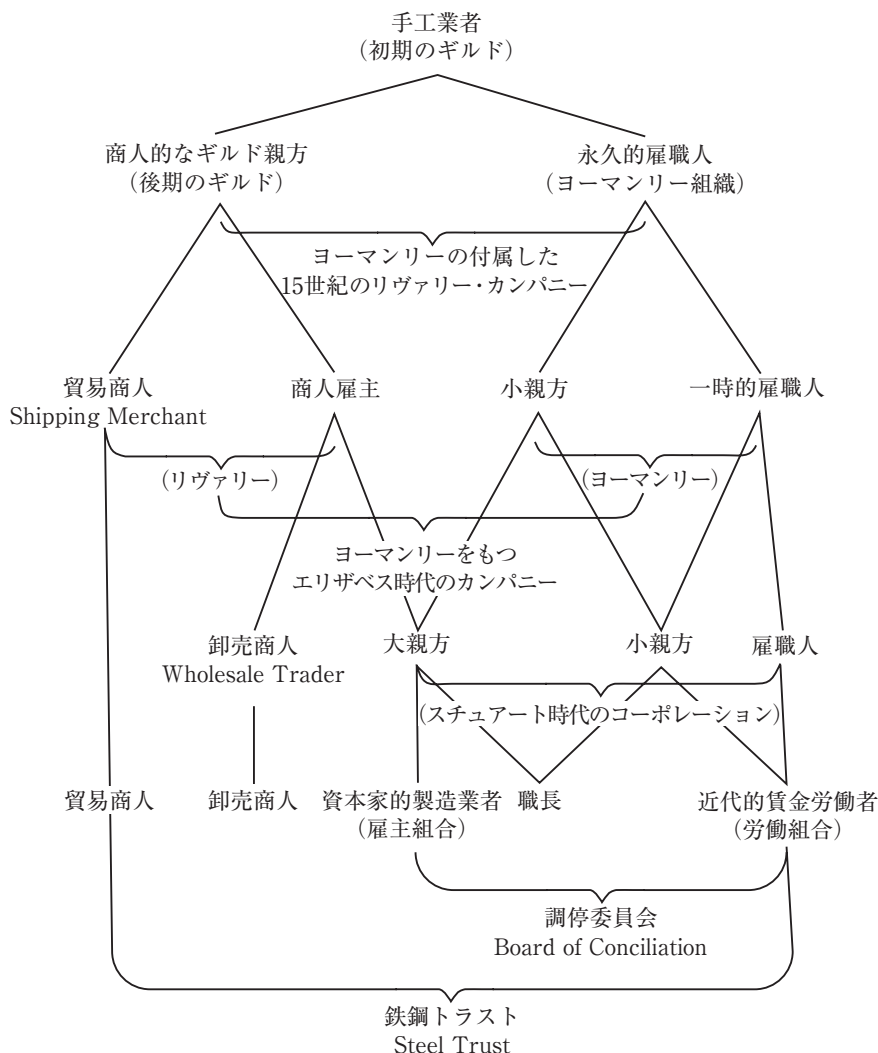 手工業者
（初期のギルド）
商人的なギルド親方
（後期のギルド）
永久的雇職人
（ヨーマンリー組織）
ヨーマンリーの付属した
15世紀のリヴァリー・カンパニー
貿易商人
Shipping Merchant
商人雇主
小親方
一時的雇職人
（リヴァリー）
（ヨーマンリー）
ヨーマンリーをもつ
エリザベス時代のカンパニー
卸売商人
Wholesale Trader
大親方
小親方
雇職人
（スチュアート時代のコーポレーション）
貿易商人
卸売商人
資本家的製造業者
（雇主組合）
職長
近代的賃金労働者
（労働組合）
調停委員会
Board of Conciliation
鉄鋼トラスト
Steel Trust